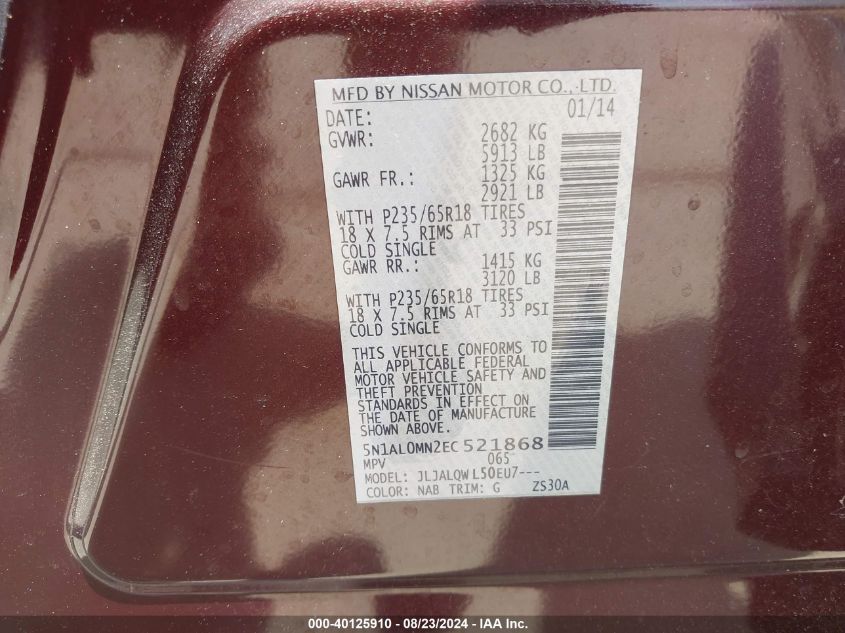 MFD BY NISSAN MOTOR CO., LTD.
DATE: 01/14
GVWR: 2682 KG
5913 LB
GAWR FR.: 1325 KG
2921 LB
WITH P235/65R18 TIRES
18 X 7.5 RIMS AT 33 PSI
COLD SINGLE
GAWR RR.: 1415 KG
3120 LB
WITH P235/65R18 TIRES
18 X 7.5 RIMS AT 33 PSI
COLD SINGLE
THIS VEHICLE CONFORMS TO
ALL APPLICABLE FEDERAL
MOTOR VEHICLE SAFETY AND
THEFT PREVENTION
STANDARDS IN EFFECT ON
THE DATE OF MANUFACTURE
SHOWN ABOVE.
5N1AL0MN2EC521868
MPV 065
MODEL: JLJALQWL50EU7---
COLOR: NAB TRIM: G ZS30A
000-40125910 - 08/23/2024 - IAA Inc.